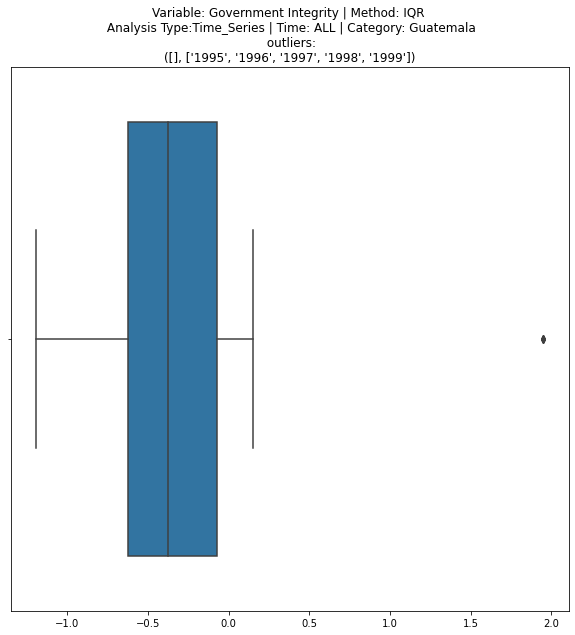 Variable: Government Integrity | Method: IQR
Analysis Type:Time_Series | Time: ALL | Category: Guatemala
outliers:
([], ['1995', '1996', '1997', '1998', '1999'])
−1.0 −0.5 0.0 0.5 1.0 1.5 2.0